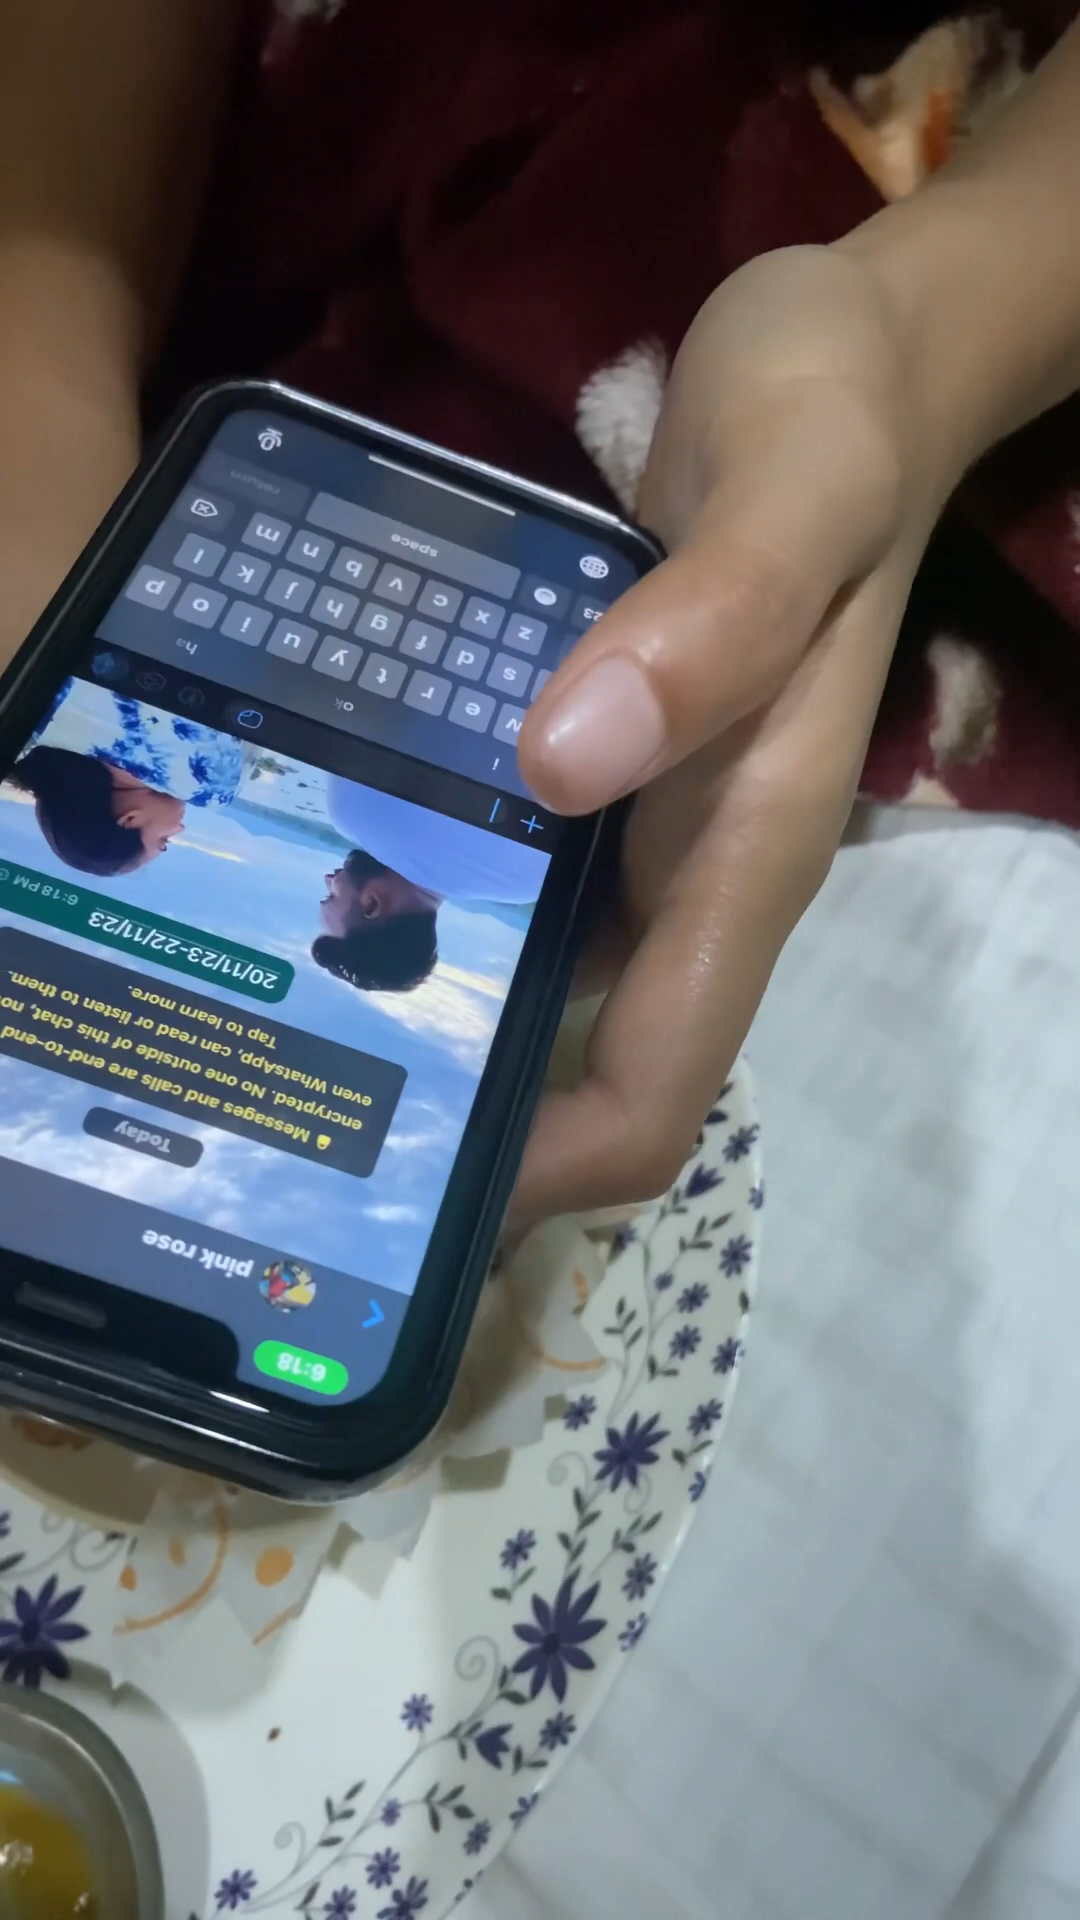 6:18
pink rose
Today
Messages and calls are end-to-end
encrypted. No one outside of this chat, not
even WhatsApp, can read or listen to them.
Tap to learn more.
20/11/23-22/11/23
6:18 PM
! ok ha
w e r t y u i o p
s d f g h j k l
z x c v b n m
23 space return